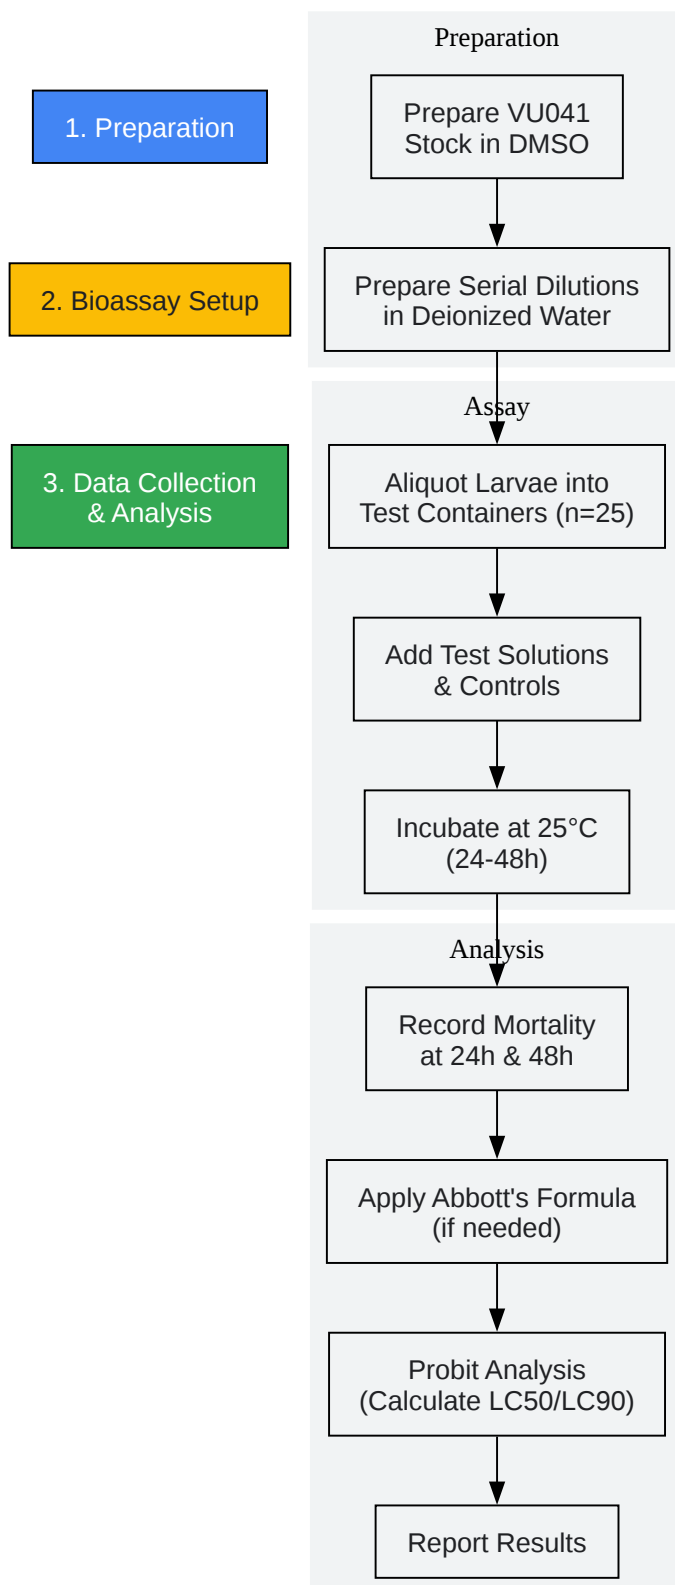 Preparation
1. Preparation
Prepare VU041
Stock in DMSO
2. Bioassay Setup
Prepare Serial Dilutions
in Deionized Water
Assay
3. Data Collection
& Analysis
Aliquot Larvae into
Test Containers (n=25)
Add Test Solutions
& Controls
Incubate at 25°C
(24-48h)
Analysis
Record Mortality
at 24h & 48h
Apply Abbott's Formula
(if needed)
Probit Analysis
(Calculate LC50/LC90)
Report Results